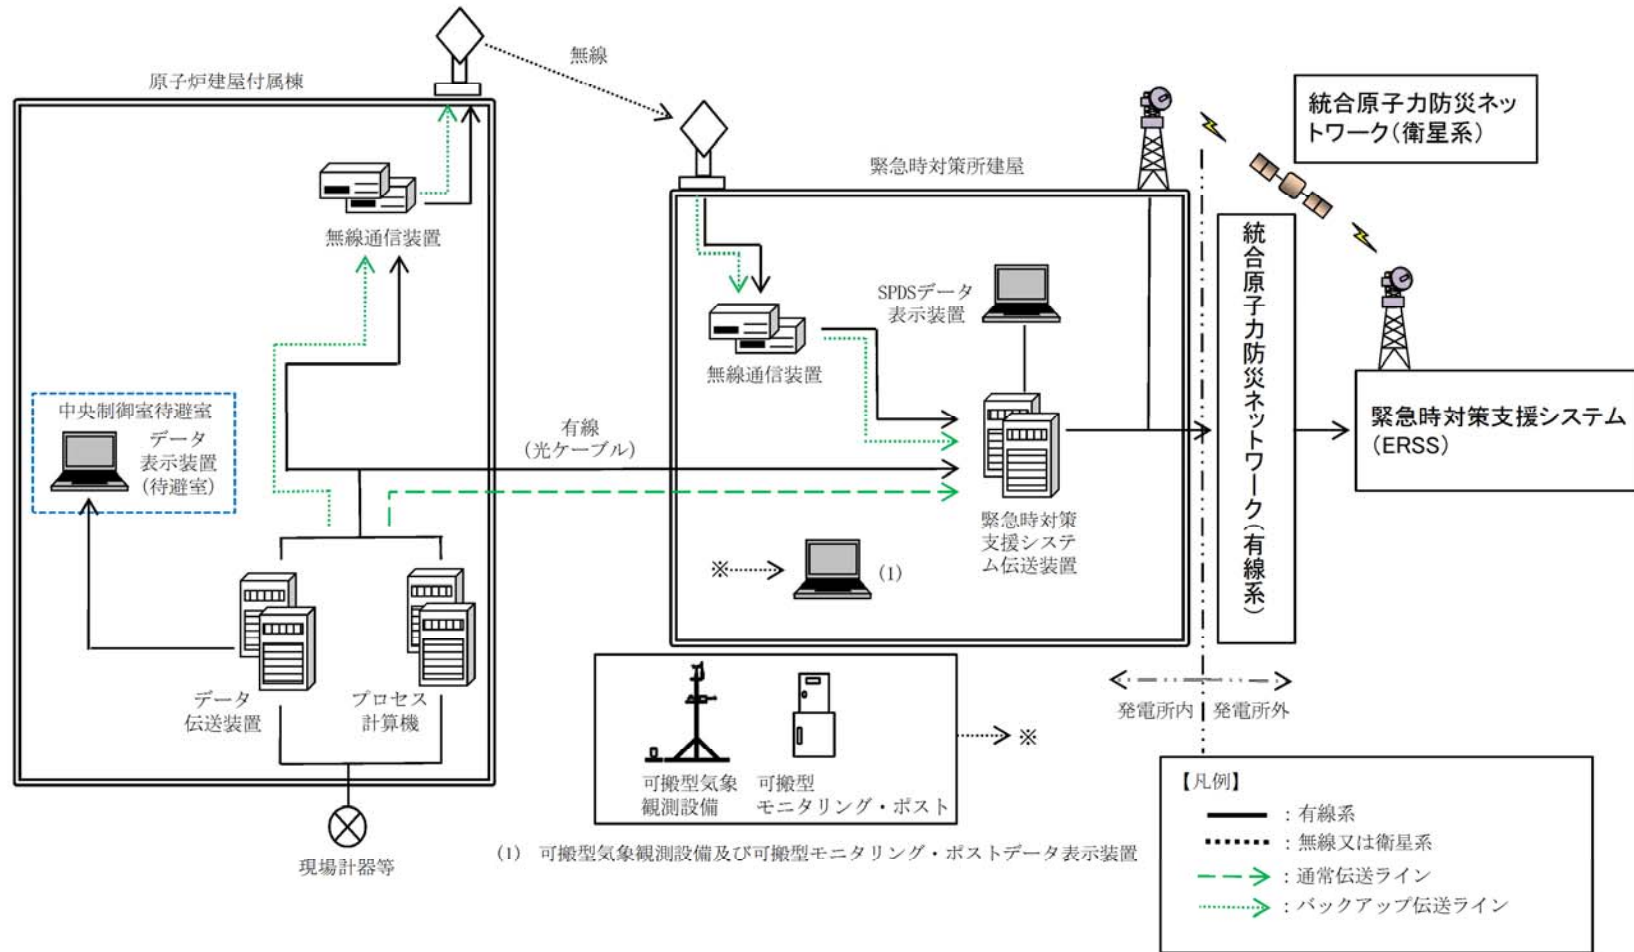 無線
原子炉建屋付属棟
統合原子力防災ネッ
トワーク(衛星系)
緊急時対策所建屋
無線通信装置
SPDSデータ
表示装置
統合原子力防災ネットワーク(有線系)
無線通信装置
中央制御室待避室
データ
表示装置
(待避室)
有線
(光ケーブル)
緊急時対策支援システム
(ERSS)
緊急時対策
支援システ
ム伝送装置
※
(1)
データ
伝送装置
プロセス
計算機
発電所内
発電所外
※
可搬型気象
観測設備
可搬型
モニタリング・ポスト
現場計器等
(1) 可搬型気象観測設備及び可搬型モニタリング・ポストデータ表示装置
【凡例】
:有線系
:無線又は衛星系
:通常伝送ライン
:バックアップ伝送ライン